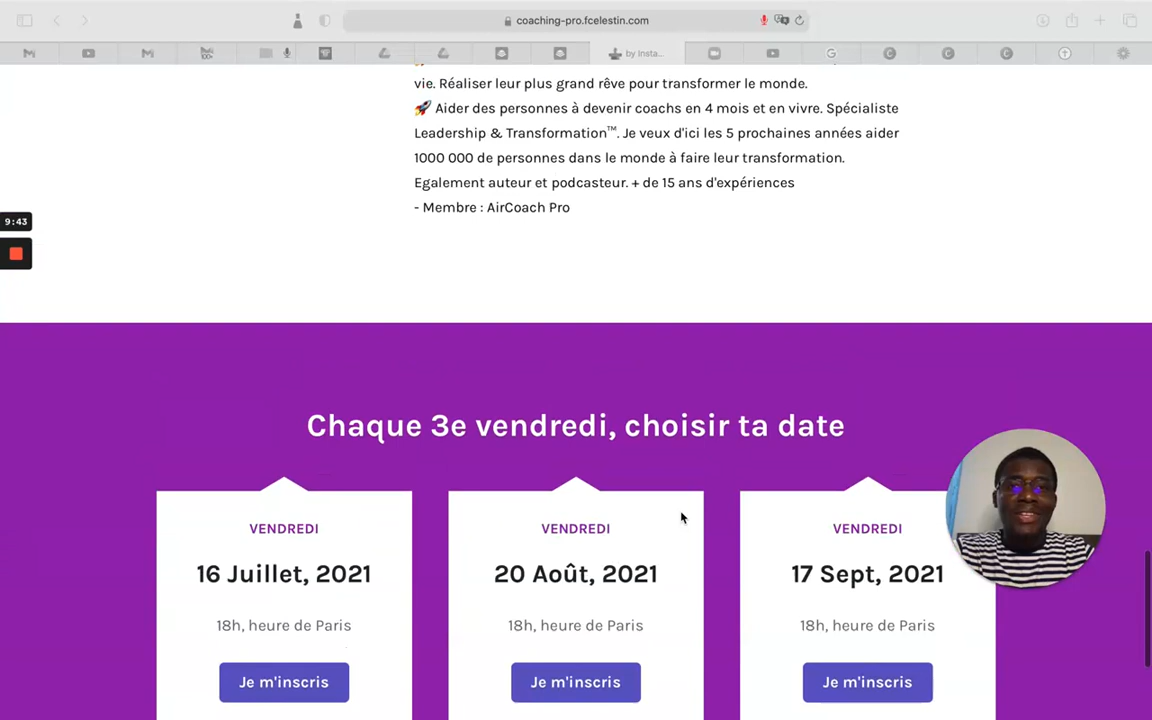 coaching-pro.fcelestin.com
by Insta...
vie. Réaliser leur plus grand rêve pour transformer le monde.
🚀 Aider des personnes à devenir coachs en 4 mois et en vivre. Spécialiste
Leadership & Transformation™. Je veux d'ici les 5 prochaines années aider
1000 000 de personnes dans le monde à faire leur transformation.
Egalement auteur et podcasteur. + de 15 ans d'expériences
- Membre : AirCoach Pro
9:43
Chaque 3e vendredi, choisir ta date
VENDREDI
16 Juillet, 2021
18h, heure de Paris
Je m'inscris
VENDREDI
20 Août, 2021
18h, heure de Paris
Je m'inscris
VENDREDI
17 Sept, 2021
18h, heure de Paris
Je m'inscris